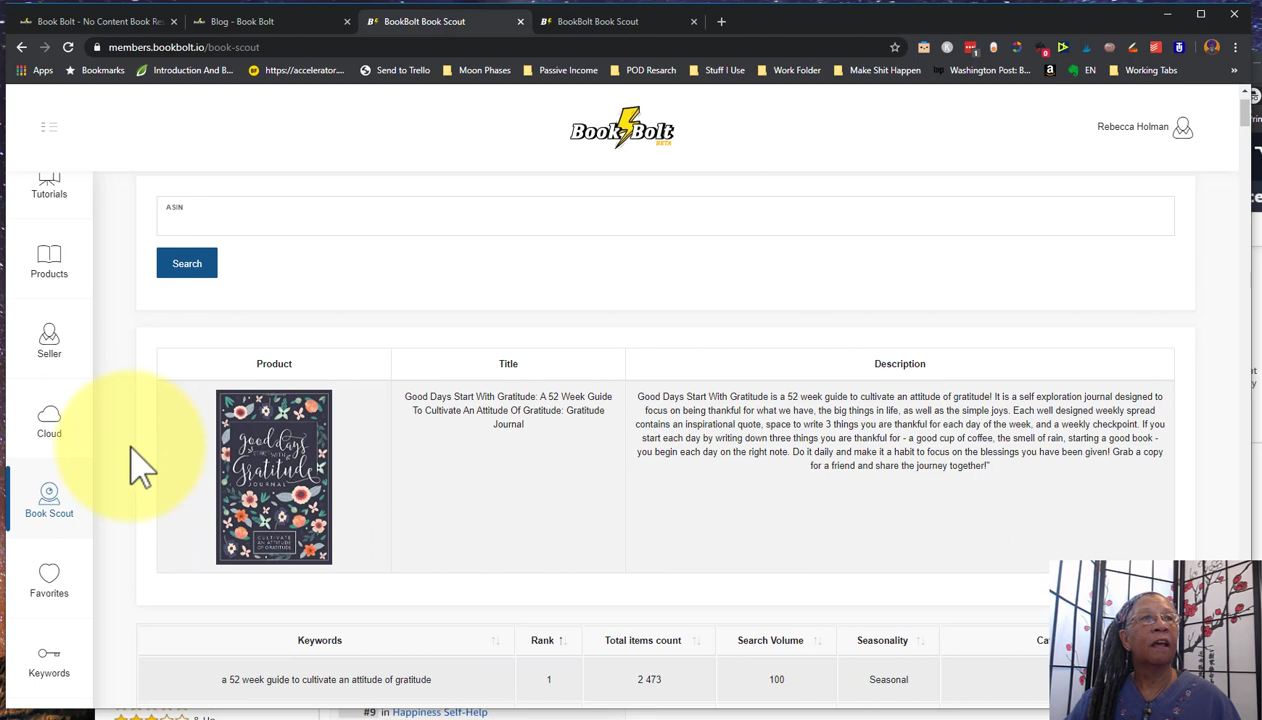 Book Bolt - No Content Book Res
Blog - Book Bolt
BookBolt Book Scout
BookBolt Book Scout
members.bookbolt.io/book-scout
Apps
Bookmarks
Introduction And B...
https://accelerator....
Send to Trello
Moon Phases
Passive Income
POD Resarch
Stuff I Use
Work Folder
Make Shit Happen
Washington Post: B...
EN
Working Tabs
Book Bolt
BETA
Rebecca Holman
Tutorials
Products
Seller
Cloud
Book Scout
Favorites
Keywords
ASIN
Search
Product Title Description
good days
START WITH
Gratitude
JOURNAL
CULTIVATE
AN ATTITUDE
OF GRATITUDE
Good Days Start With Gratitude: A 52 Week Guide
To Cultivate An Attitude Of Gratitude: Gratitude
Journal
Good Days Start With Gratitude is a 52 week guide to cultivate an attitude of gratitude! It is a self exploration journal designed to
focus on being thankful for what we have, the big things in life, as well as the simple joys. Each well designed weekly spread
contains an inspirational quote, space to write 3 things you are thankful for each day of the week, and a weekly checkpoint. If you
start each day by writing down three things you are thankful for - a good cup of coffee, the smell of rain, starting a good book -
you begin each day on the right note. Do it daily and make it a habit to focus on the blessings you have been given! Grab a copy
for a friend and share the journey together!"
Keywords Rank Total items count Search Volume Seasonality
a 52 week guide to cultivate an attitude of gratitude 1 2 473 100 Seasonal
& Up
#9 in Happiness Self-Help